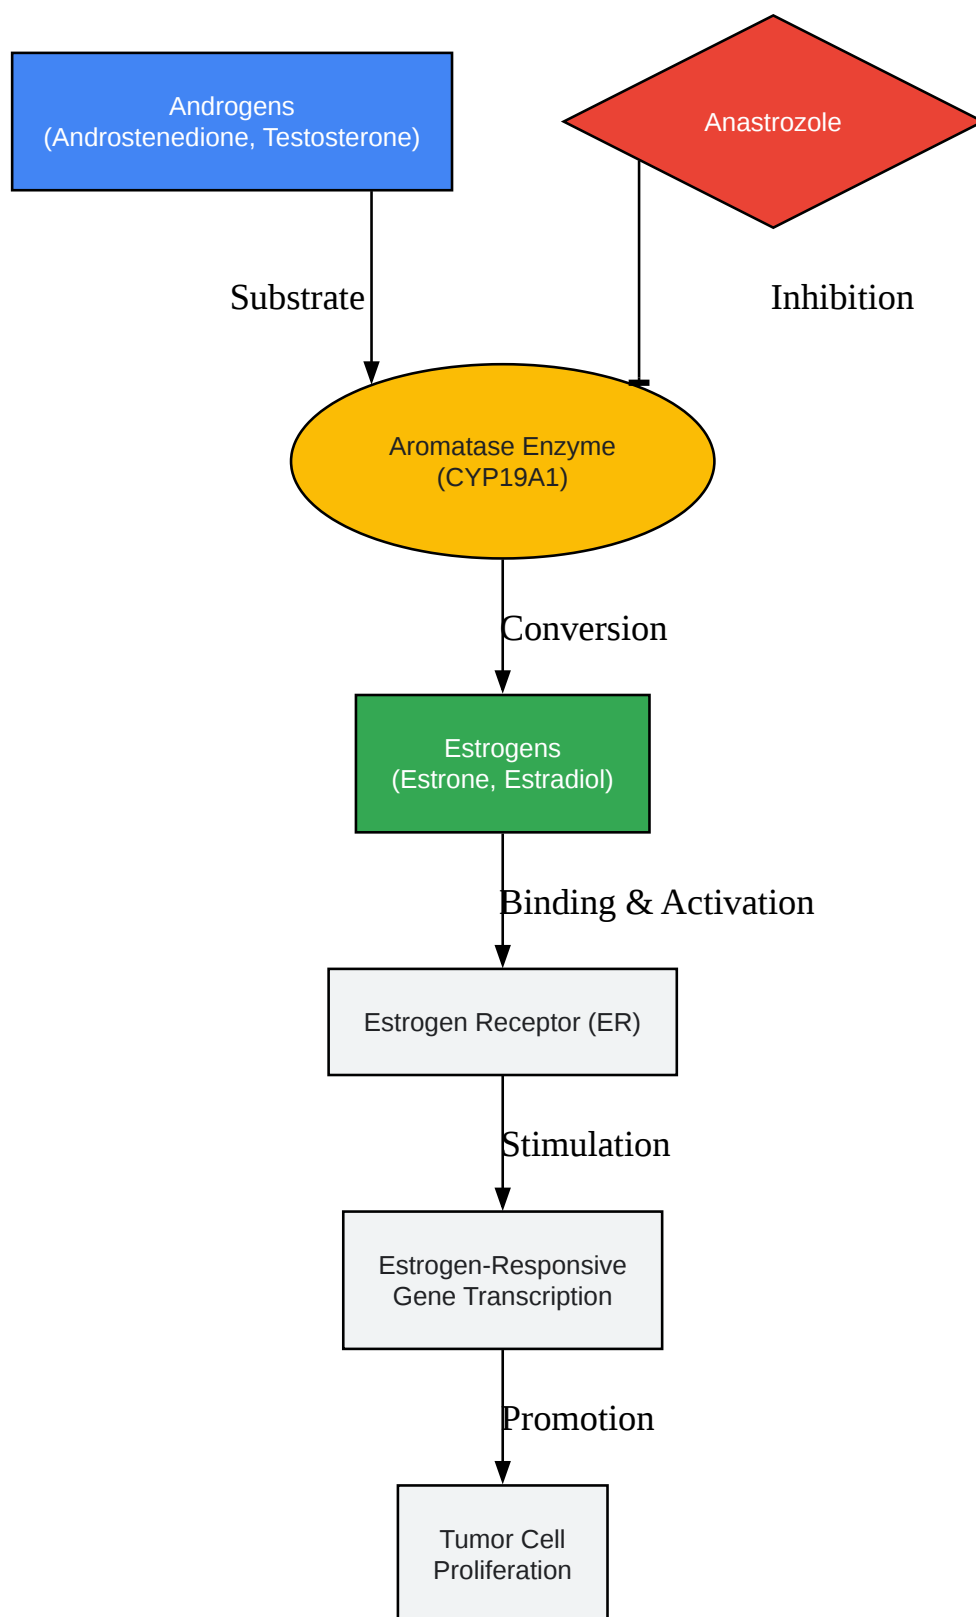 Androgens
(Androstenedione, Testosterone)
Anastrozole
Substrate
Inhibition
Aromatase Enzyme
(CYP19A1)
Conversion
Estrogens
(Estrone, Estradiol)
Binding & Activation
Estrogen Receptor (ER)
Stimulation
Estrogen-Responsive
Gene Transcription
Promotion
Tumor Cell
Proliferation